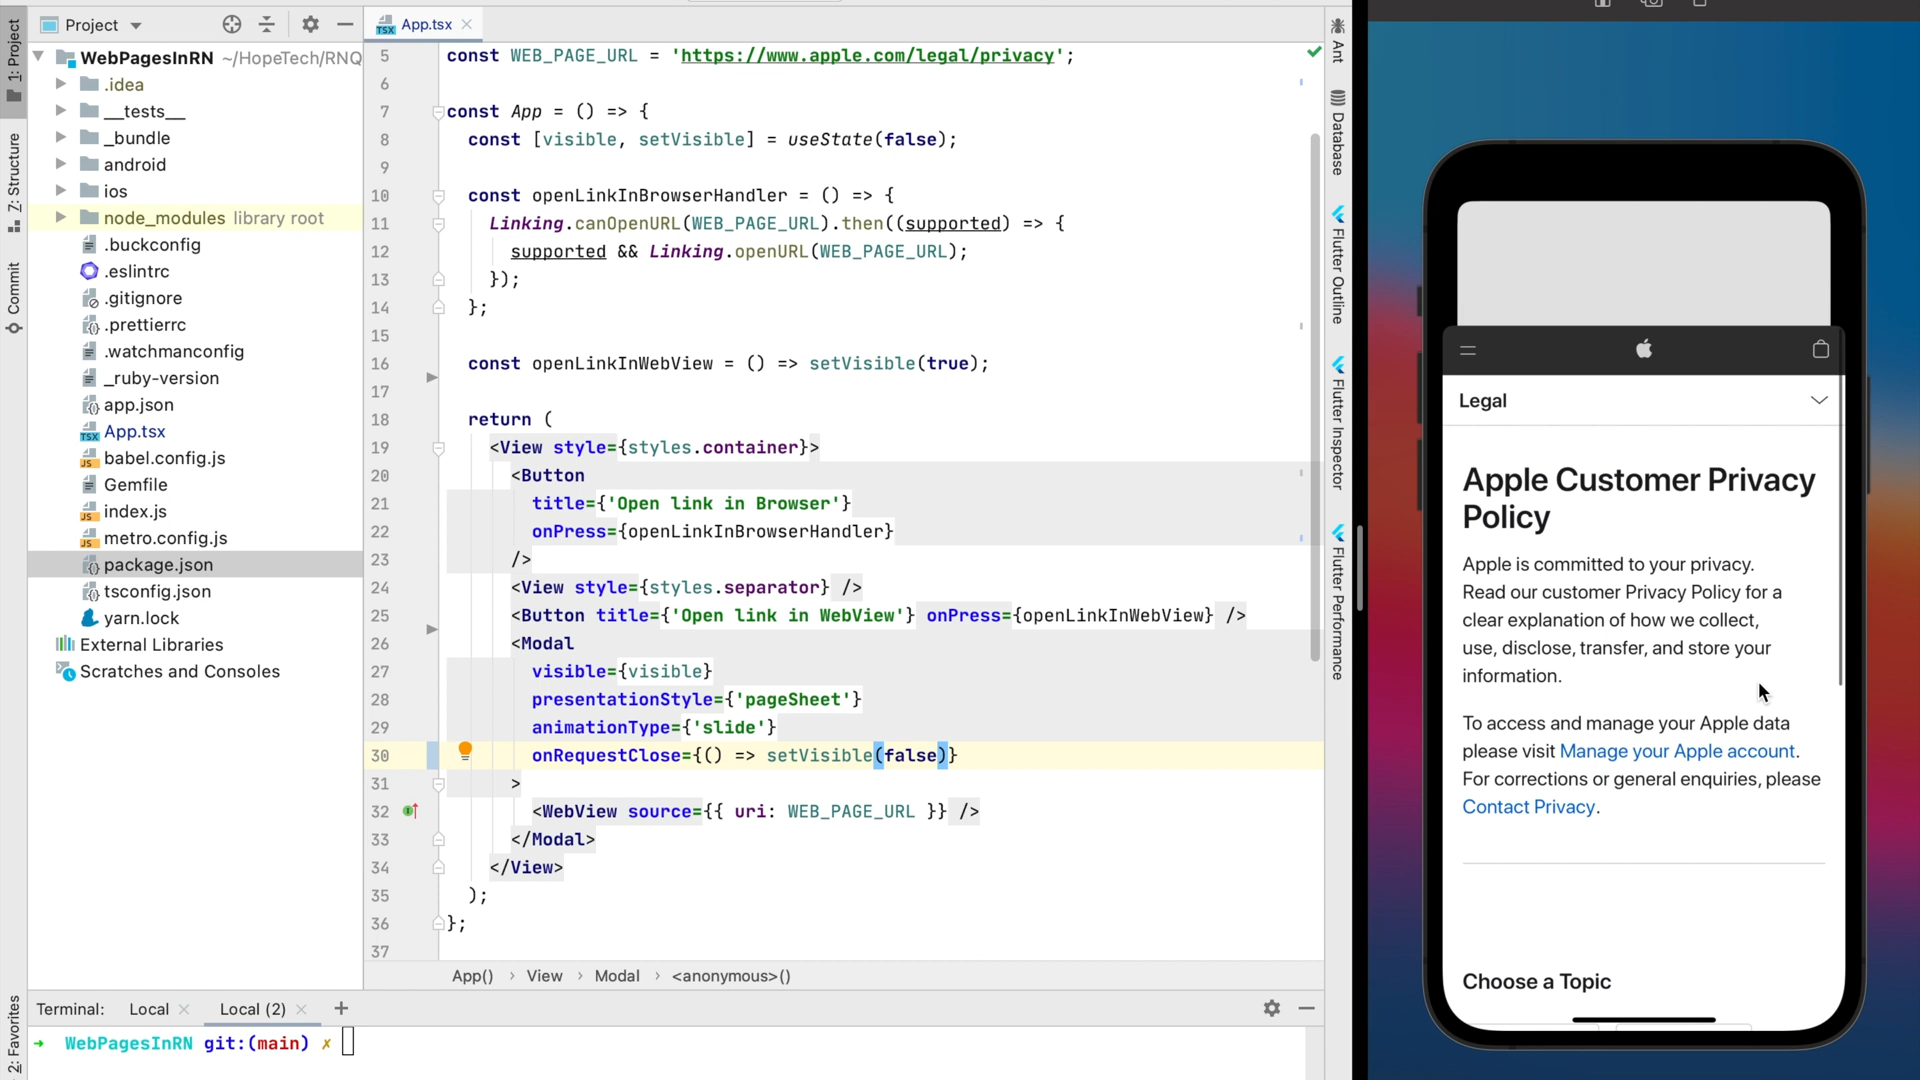 Project
App.tsx
1: Project
Z: Structure
Commit
2: Favorites
WebPagesInRN ~/HopeTech/RNQ
.idea
__tests__
_bundle
android
ios
node_modules library root
.buckconfig
.eslintrc
.gitignore
.prettierrc
.watchmanconfig
_ruby-version
app.json
App.tsx
babel.config.js
Gemfile
index.js
metro.config.js
package.json
tsconfig.json
yarn.lock
External Libraries
Scratches and Consoles
5 const WEB_PAGE_URL = 'https://www.apple.com/legal/privacy';
6
7 const App = () => {
8 const [visible, setVisible] = useState(false);
9
10 const openLinkInBrowserHandler = () => {
11 Linking.canOpenURL(WEB_PAGE_URL).then((supported) => {
12 supported && Linking.openURL(WEB_PAGE_URL);
13 });
14 };
15
16 const openLinkInWebView = () => setVisible(true);
17
18 return (
19 <View style={styles.container}>
20 <Button
21 title={'Open link in Browser'}
22 onPress={openLinkInBrowserHandler}
23 />
24 <View style={styles.separator} />
25 <Button title={'Open link in WebView'} onPress={openLinkInWebView} />
26 <Modal
27 visible={visible}
28 presentationStyle={'pageSheet'}
29 animationType={'slide'}
30 onRequestClose={() => setVisible(false)}
31 >
32 <WebView source={{ uri: WEB_PAGE_URL }} />
33 </Modal>
34 </View>
35 );
36 };
37
App() › View › Modal › <anonymous>()
Terminal: Local Local (2) +
WebPagesInRN git:(main) ✗
Ant
Database
Flutter Outline
Flutter Inspector
Flutter Performance
Legal
Apple Customer Privacy
Policy
Apple is committed to your privacy.
Read our customer Privacy Policy for a
clear explanation of how we collect,
use, disclose, transfer, and store your
information.
To access and manage your Apple data
please visit Manage your Apple account.
For corrections or general enquiries, please
Contact Privacy.
Choose a Topic